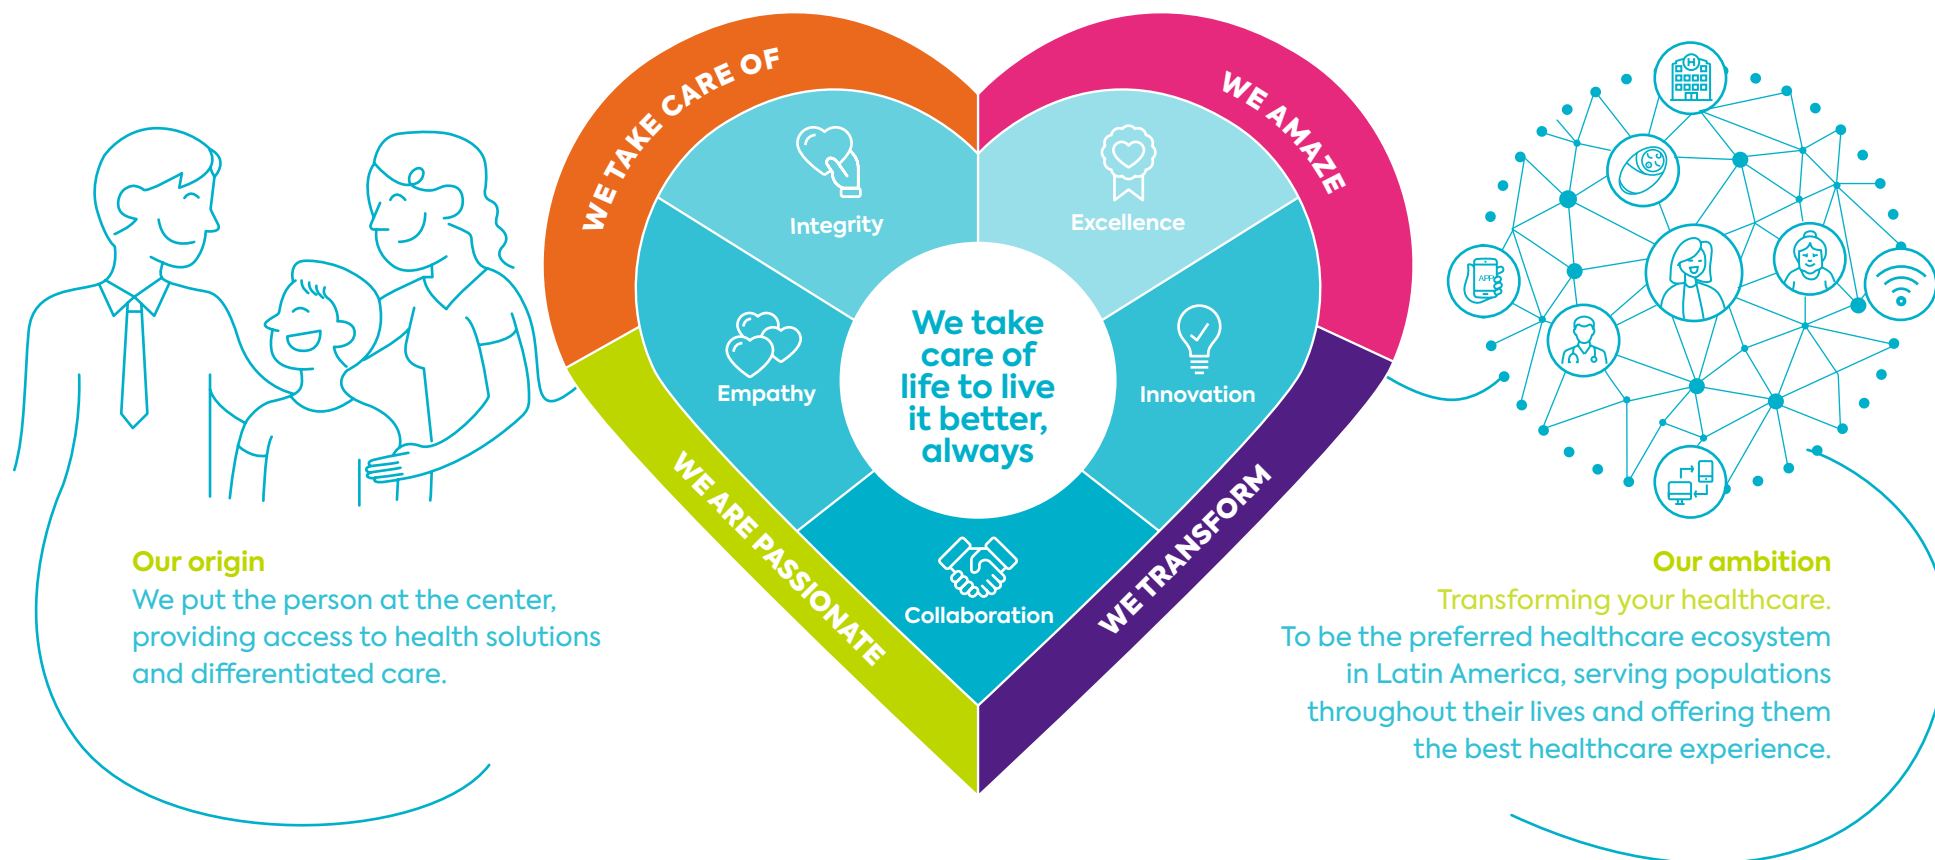 WE TAKE CARE OF
WE AMAZE
Integrity
Excellence
Empathy
Innovation
We take
care of
life to live
it better,
always
Collaboration
WE ARE PASSIONATE
WE TRANSFORM
Our origin
We put the person at the center,
providing access to health solutions
and differentiated care.
H
APP
Our ambition
Transforming your healthcare.
To be the preferred healthcare ecosystem
in Latin America, serving populations
throughout their lives and offering them
the best healthcare experience.